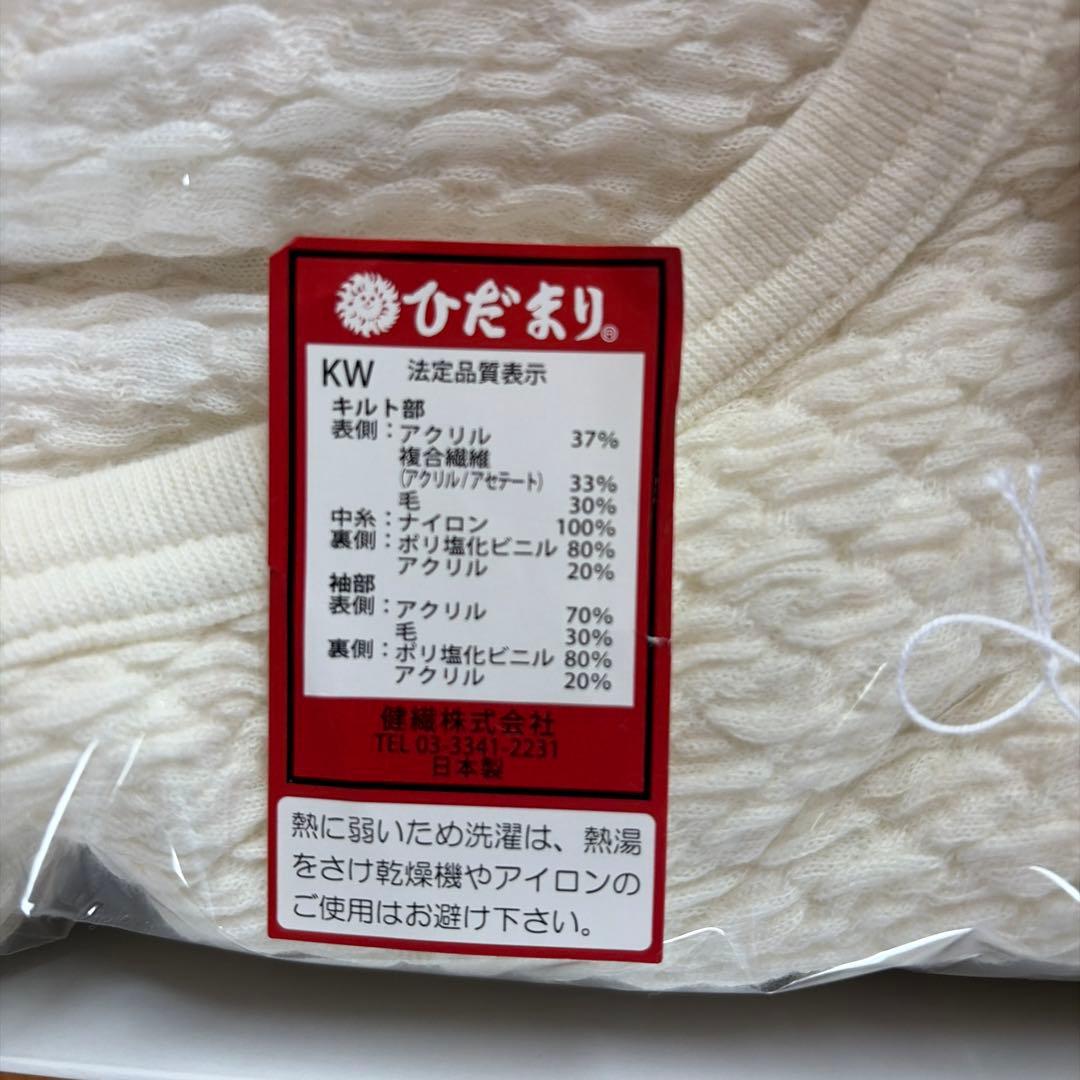 ひだまり®
KW 法定品質表示
キルト部
表側：アクリル 37%
複合繊維
（アクリル/アセテート） 33%
毛 30%
中糸：ナイロン 100%
裏側：ポリ塩化ビニル 80%
アクリル 20%
袖部
表側：アクリル 70%
毛 30%
裏側：ポリ塩化ビニル 80%
アクリル 20%
健繊株式会社
TEL 03-3341-2231
日本製
熱に弱いため洗濯は、熱湯
をさけ乾燥機やアイロンの
ご使用はお避け下さい。